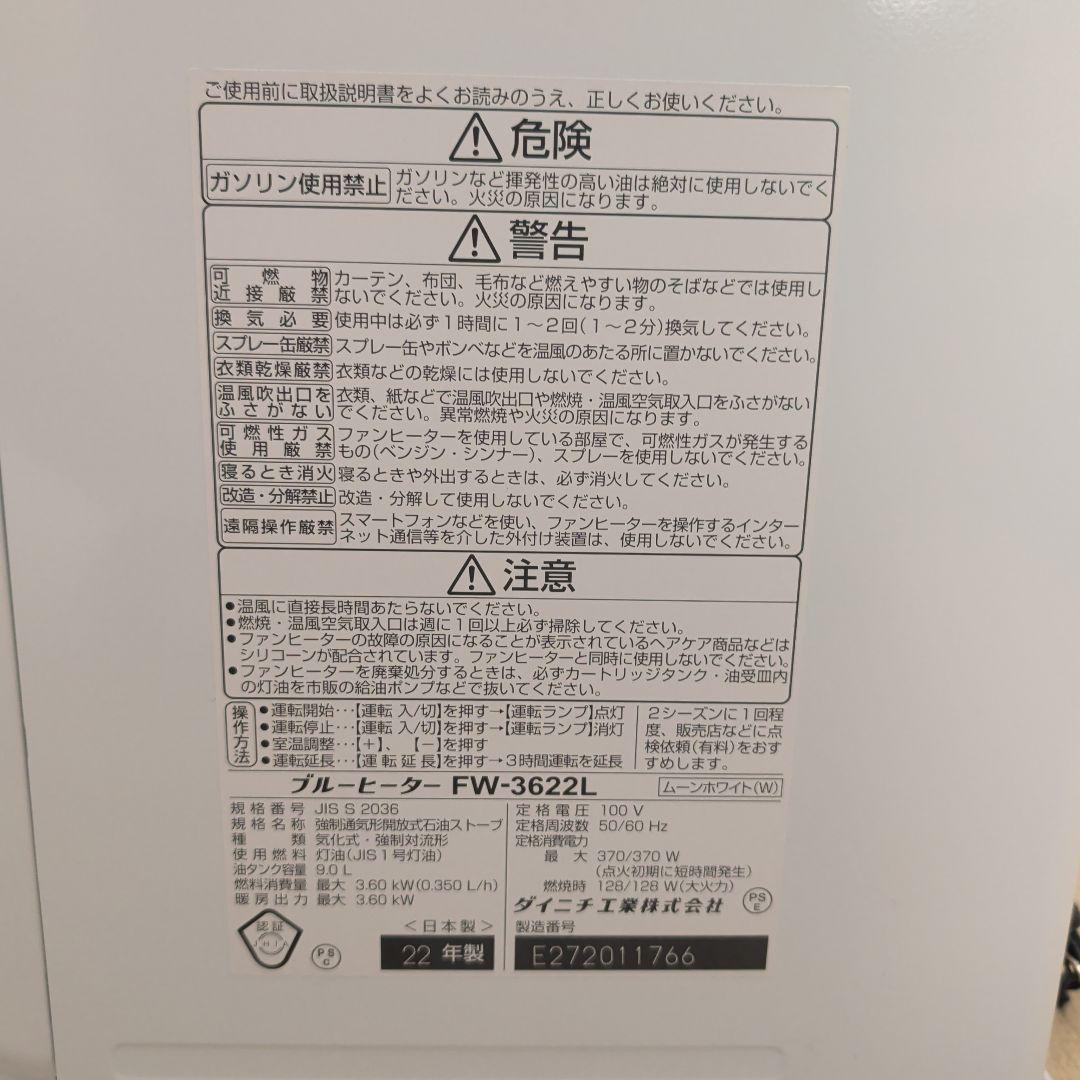 ご使用前に取扱説明書をよくお読みのうえ、正しくお使いください。
危険
ガソリン使用禁止
ガソリンなど揮発性の高い油は絶対に使用しないでく
ださい。火災の原因になります。
警告
可燃物
近接厳禁
カーテン、布団、毛布など燃えやすい物のそばなどでは使用し
ないでください。火災の原因になります。
換気必要
使用中は必ず1時間に1〜2回(1〜2分)換気してください。
スプレー缶厳禁
スプレー缶やボンベなどを温風のあたる所に置かないでください。
衣類乾燥厳禁
衣類などの乾燥には使用しないでください。
温風吹出口を
ふさがない
衣類、紙などで温風吹出口や燃焼・温風空気取入口をふさがない
でください。異常燃焼や火災の原因になります。
可燃性ガス
使用厳禁
ファンヒーターを使用している部屋で、可燃性ガスが発生する
もの(ベンジン・シンナー)、スプレーを使用しないでください。
寝るとき消火
寝るときや外出するときは、必ず消火してください。
改造・分解禁止
改造・分解して使用しないでください。
遠隔操作厳禁
スマートフォンなどを使い、ファンヒーターを操作するインター
ネット通信等を介した外付け装置は、使用しないでください。
注意
●温風に直接長時間あたらないでください。
●燃焼・温風空気取入口は週に1回以上必ず掃除してください。
●ファンヒーターの故障の原因になることが表示されているヘアケア商品などは
シリコーンが配合されています。ファンヒーターと同時に使用しないでください。
●ファンヒーターを廃棄処分するときは、必ずカートリッジタンク・油受皿内
の灯油を市販の給油ポンプなどで抜いてください。
操作方法
●運転開始…【運転 入/切】を押す→【運転ランプ】点灯
●運転停止…【運転 入/切】を押す→【運転ランプ】消灯
●室温調整…【+】、【−】を押す
●運転延長…【運転延長】を押す→3時間運転を延長
2シーズンに1回程
度、販売店などに点
検依頼(有料)をおす
すめします。
ブルーヒーター FW-3622L
ムーンホワイト(W)
規格番号 JIS S 2036
規格名称 強制通気形開放式石油ストーブ
種類 気化式・強制対流形
使用燃料 灯油(JIS1号灯油)
油タンク容量 9.0 L
燃料消費量 最大 3.60 kW(0.350 L/h)
暖房出力 最大 3.60 kW
定格電圧 100 V
定格周波数 50/60 Hz
定格消費電力
最大 370/370 W
(点火初期に短時間発生)
燃焼時 128/128 W(大火力)
ダイニチ工業株式会社
PS
E
認証
JHIA
PS
C
<日本製>
22 年製
製造番号
E272011766